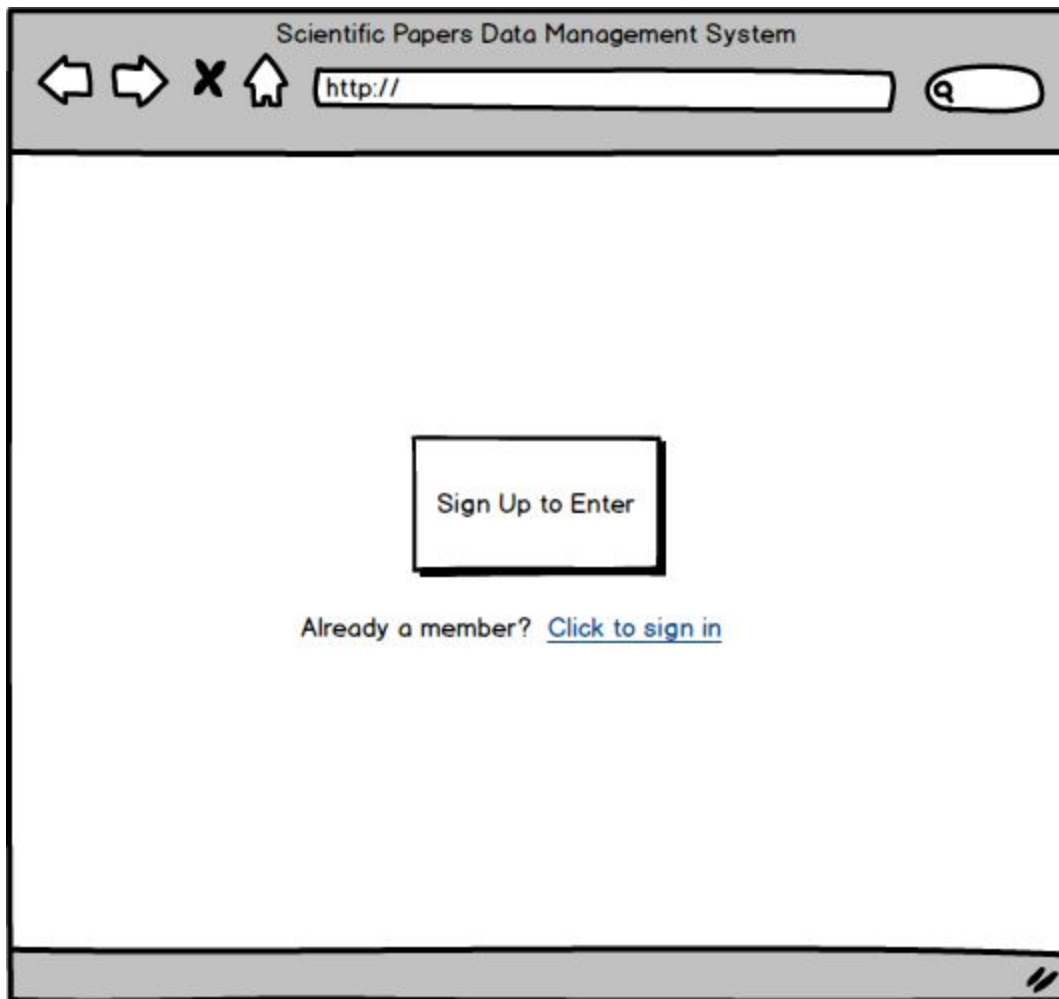 Scientific Papers Data Management System
http://
Sign Up to Enter
Already a member? Click to sign in